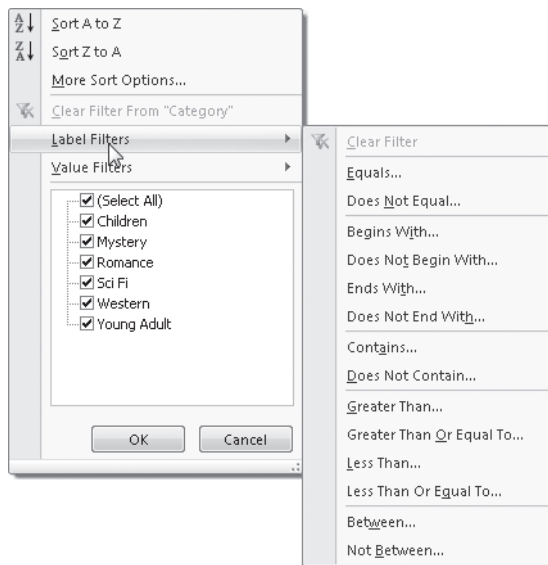 Sort A to Z
Sort Z to A
More Sort Options...
Clear Filter From "Category"
Label Filters
Value Filters
(Select All)
Children
Mystery
Romance
Sci Fi
Western
Young Adult
OK
Cancel
Clear Filter
Equals...
Does Not Equal...
Begins With...
Does Not Begin With...
Ends With...
Does Not End With...
Contains...
Does Not Contain...
Greater Than...
Greater Than Or Equal To...
Less Than...
Less Than Or Equal To...
Between...
Not Between...